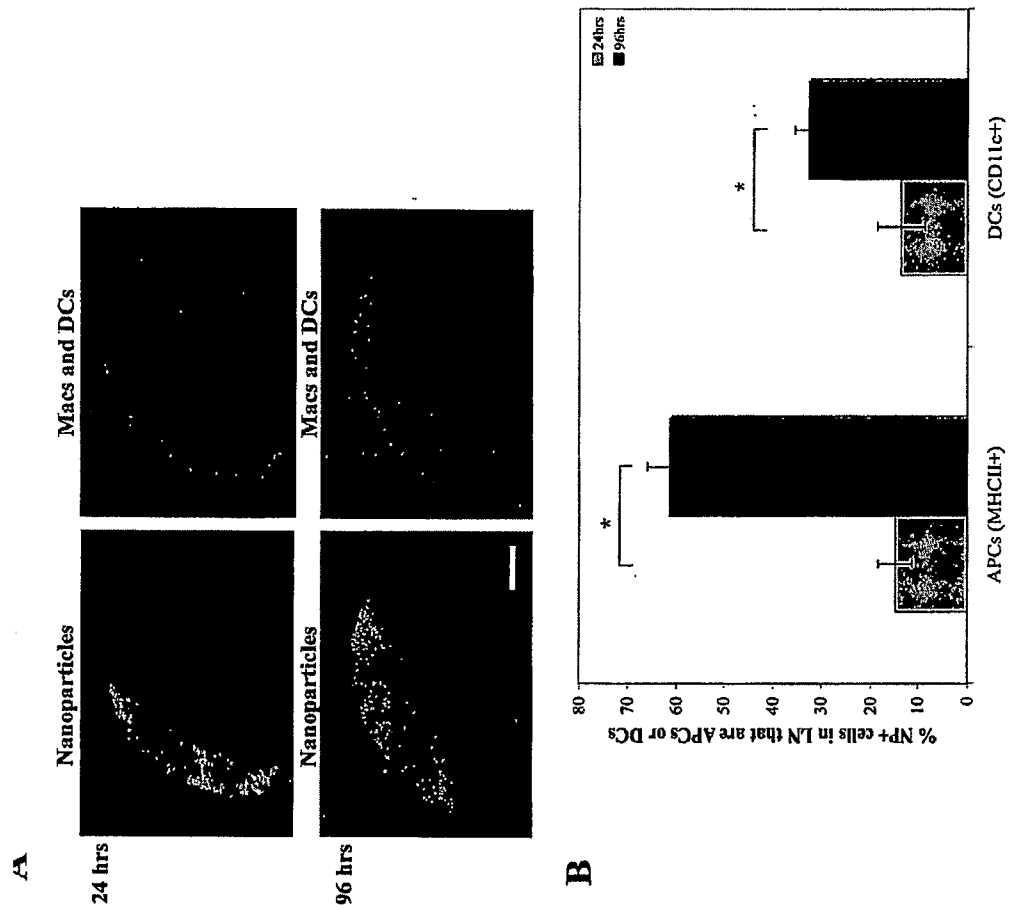 A
Nanoparticles
Macs and DCs
24 hrs
Nanoparticles
Macs and DCs
96 hrs
B
% NP+ cells in LN that are APCs or DCs
80
70
60
50
40
30
20
10
0
*
*
24hrs
96hrs
APCs (MHCII+)
DCs (CD11c+)